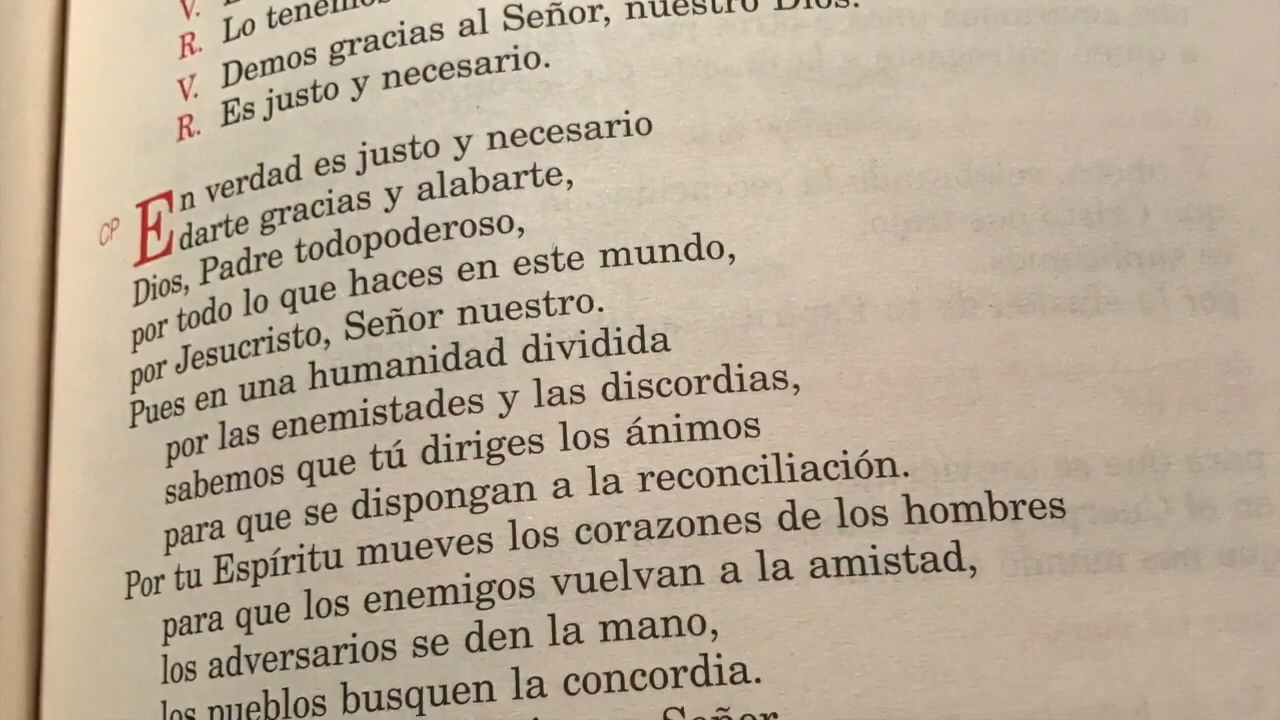 V.
R. Lo tenemos
V. Demos gracias al Señor, nuestro Dios.
R. Es justo y necesario.
CP En verdad es justo y necesario
darte gracias y alabarte,
Dios, Padre todopoderoso,
por todo lo que haces en este mundo,
por Jesucristo, Señor nuestro.
Pues en una humanidad dividida
por las enemistades y las discordias,
sabemos que tú diriges los ánimos
para que se dispongan a la reconciliación.
Por tu Espíritu mueves los corazones de los hombres
para que los enemigos vuelvan a la amistad,
los adversarios se den la mano,
los pueblos busquen la concordia.
Señor